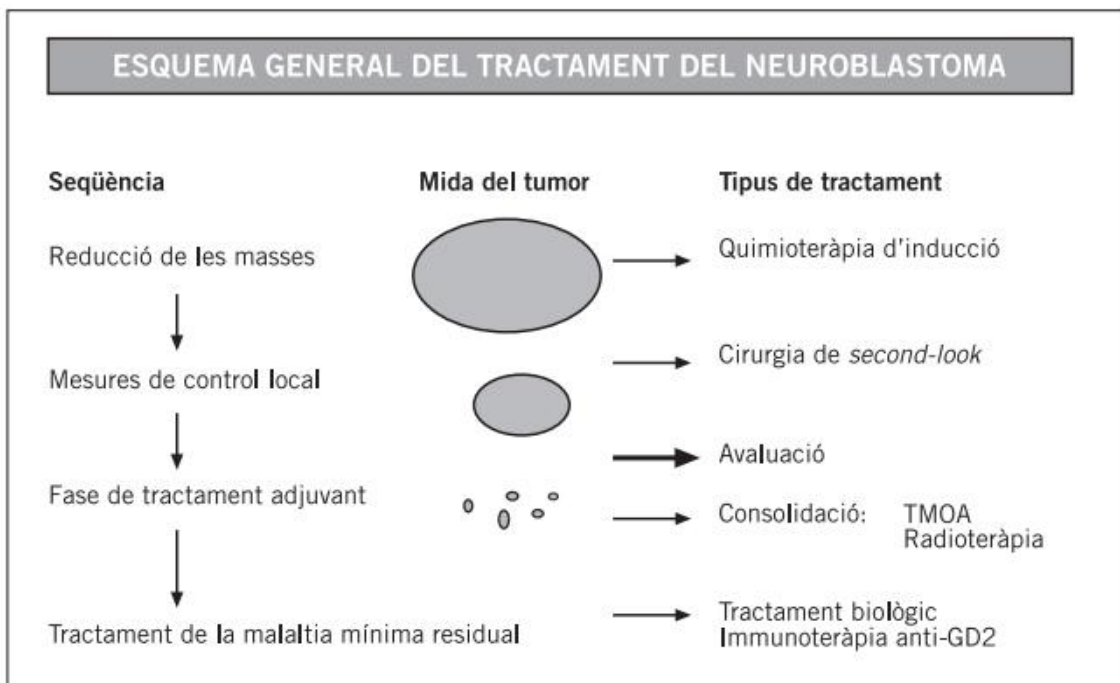 ESQUEMA GENERAL DEL TRACTAMENT DEL NEUROBLASTOMA
Seqüència
Mida del tumor
Tipus de tractament
Reducció de les masses
Quimioteràpia d'inducció
Cirurgia de second-look
Mesures de control local
Avaluació
Fase de tractament adjuvant
Consolidació: TMOA
Radioteràpia
Tractament de la malaltia mínima residual
Tractament biològic
Immunoteràpia anti-GD2